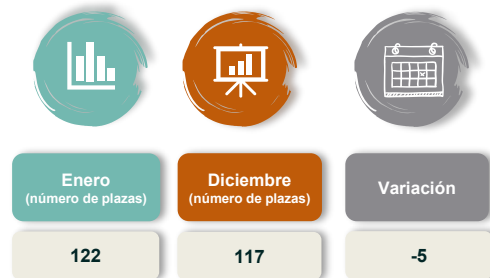 Enero
(número de plazas)
Diciembre
(número de plazas)
Variación
122
117
-5